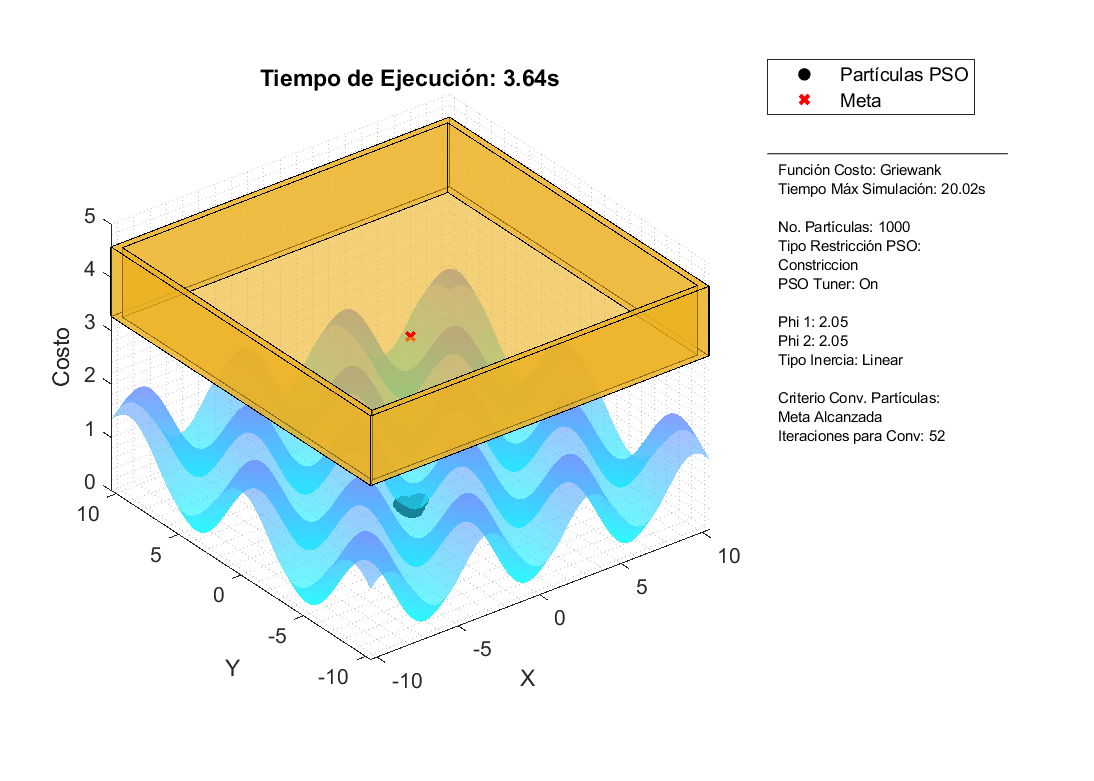 Tiempo de Ejecución: 3.64s
Partículas PSO
Meta
Función Costo: Griewank
Tiempo Máx Simulación: 20.02s
No. Partículas: 1000
Tipo Restricción PSO:
Constriccion
PSO Tuner: On
Phi 1: 2.05
Phi 2: 2.05
Tipo Inercia: Linear
Criterio Conv. Partículas:
Meta Alcanzada
Iteraciones para Conv: 52
Costo
5
4
3
2
1
0
10
5
0
-5
-10
Y
-10
-5
0
5
10
X